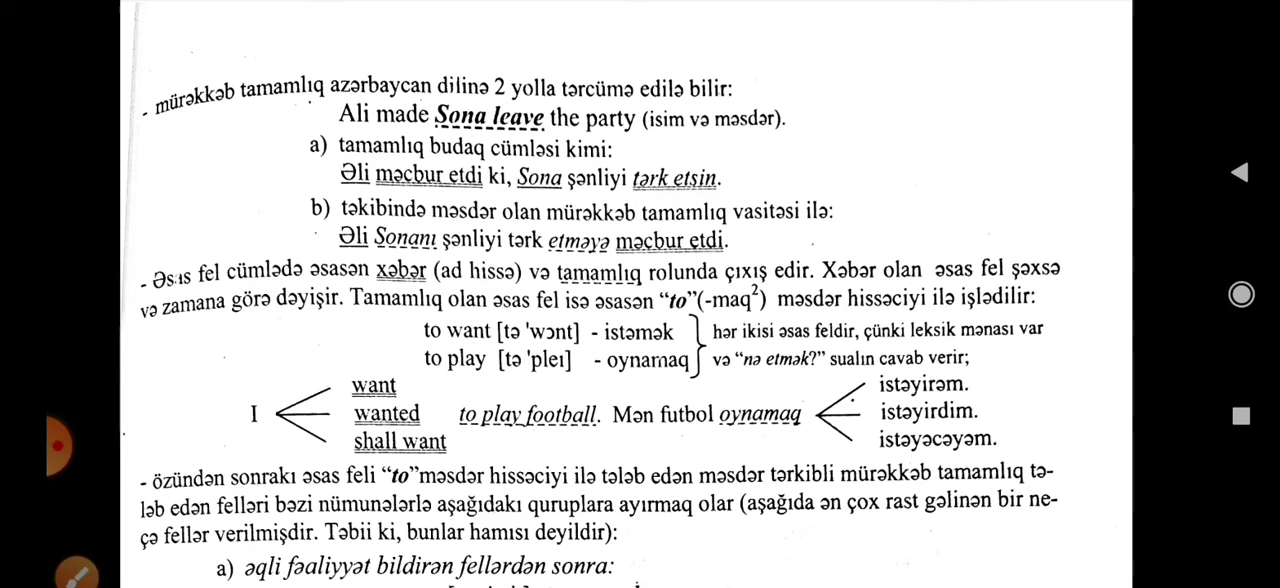 - mürəkkəb tamamlıq azərbaycan dilinə 2 yolla tərcümə edilə bilir:
Ali made Sona leave the party (isim və məsdər).
a) tamamlıq budaq cümləsi kimi:
Əli məcbur etdi ki, Sona şənliyi tərk etsin.
b) təkibində məsdər olan mürəkkəb tamamlıq vasitəsi ilə:
Əli Sonanı şənliyi tərk etməyə məcbur etdi.
- Əsas fel cümlədə əsasən xəbər (ad hissə) və tamamlıq rolunda çıxış edir. Xəbər olan əsas fel şəxsə
və zamana görə dəyişir. Tamamlıq olan əsas fel isə əsasən “to”(-maq²) məsdər hissəciyi ilə işlədilir:
to want [tə 'wɔnt] - istəmək } hər ikisi əsas feldir, çünki leksik mənası var
to play [tə 'pleı] - oynamaq } və “nə etmək?” sualın cavab verir;
want istəyirəm.
I wanted to play football. Mən futbol oynamaq istəyirdim.
shall want istəyəcəyəm.
- özündən sonrakı əsas feli “to”məsdər hissəciyi ilə tələb edən məsdər tərkibli mürəkkəb tamamlıq tə-
ləb edən felləri bəzi nümunələrlə aşağıdakı quruplara ayırmaq olar (aşağıda ən çox rast gəlinən bir ne-
çə fellər verilmişdir. Təbii ki, bunlar hamısı deyildir):
a) əqli fəaliyyət bildirən fellərdən sonra: